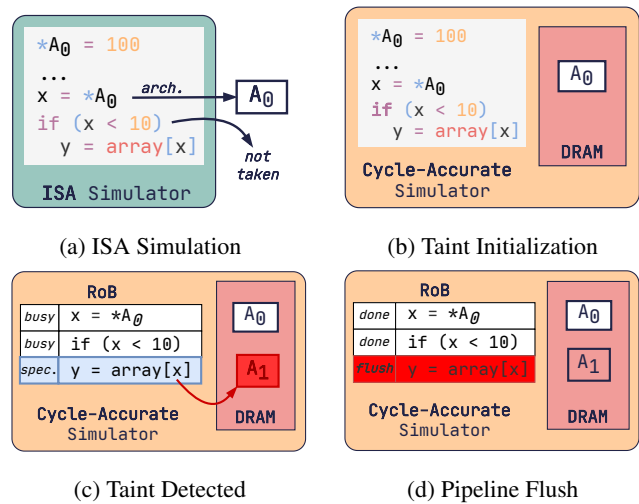 *A0 = 100
...
x = *A0
arch.
A0
if (x < 10)
y = array[x]
not
taken
ISA Simulator
(a) ISA Simulation
*A0 = 100
...
x = *A0
if (x < 10)
y = array[x]
A0
DRAM
Cycle-Accurate
Simulator
(b) Taint Initialization
RoB
busy x = *A0
busy if (x < 10)
spec. y = array[x]
A0
A1
Cycle-Accurate
Simulator
DRAM
(c) Taint Detected
RoB
done x = *A0
done if (x < 10)
flush y = array[x]
A0
A1
Cycle-Accurate
Simulator
DRAM
(d) Pipeline Flush